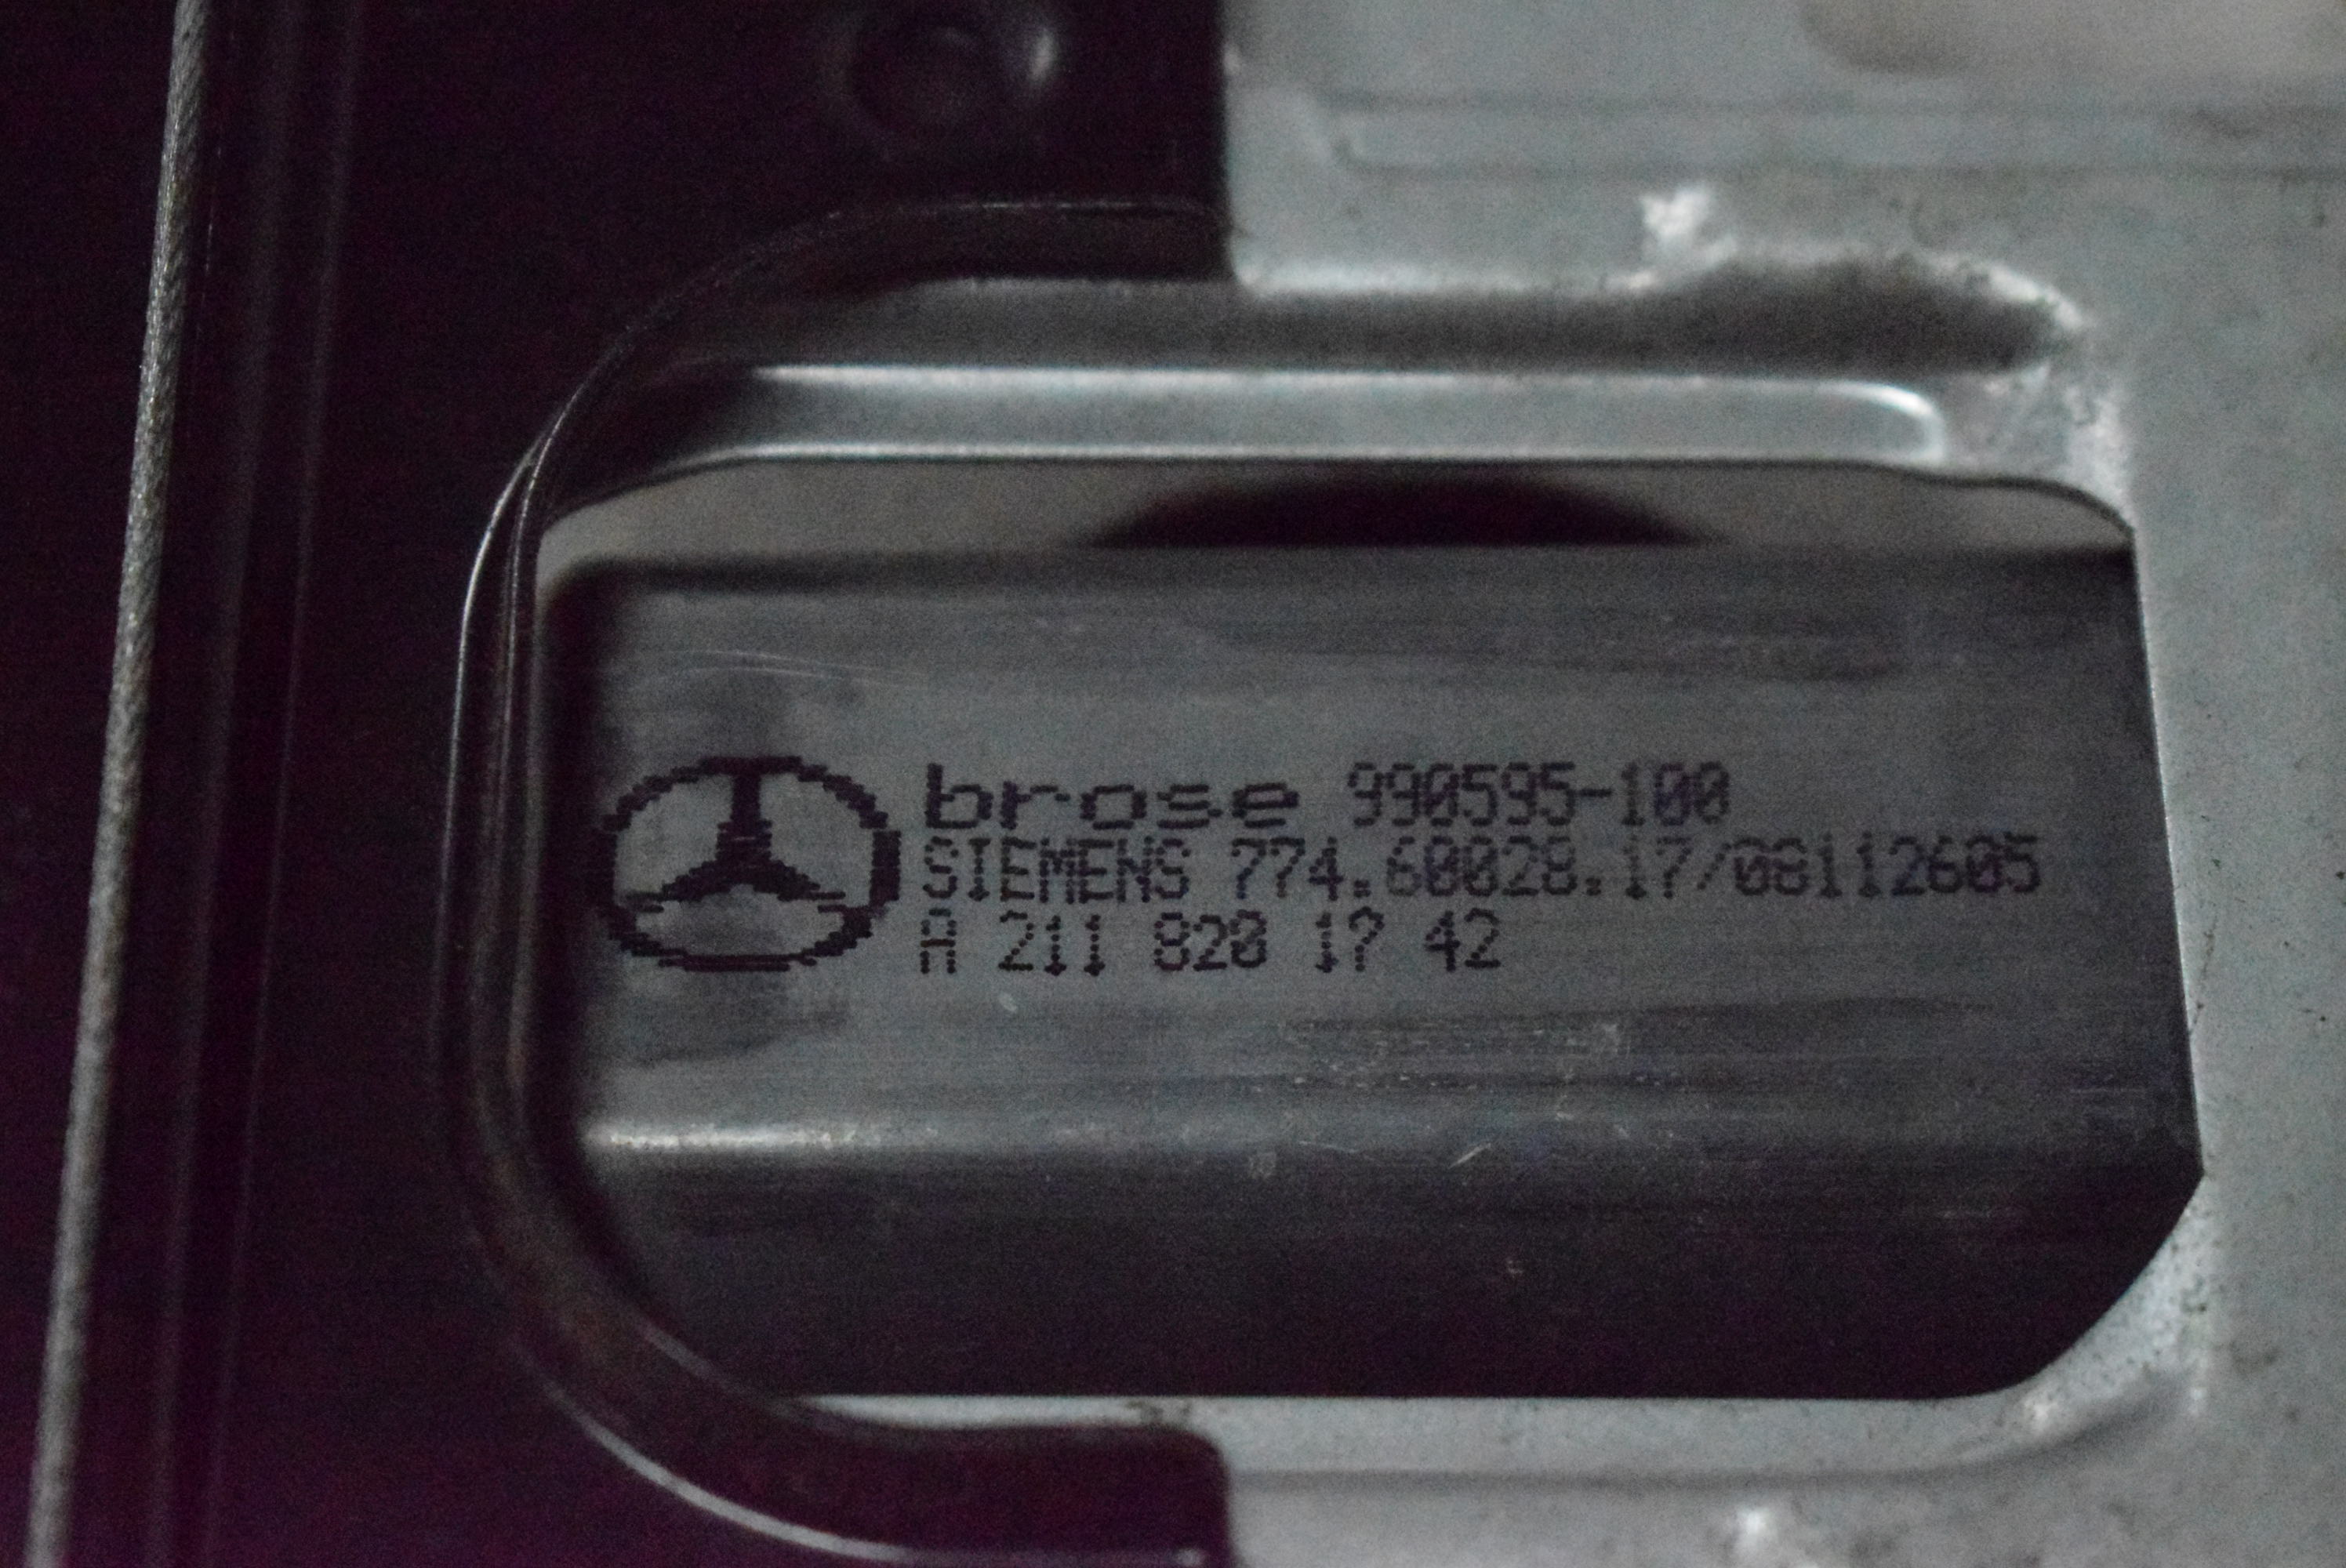 brose 990595-100
SIEMENS 774.60028.17/08112605
A 211 820 17 42